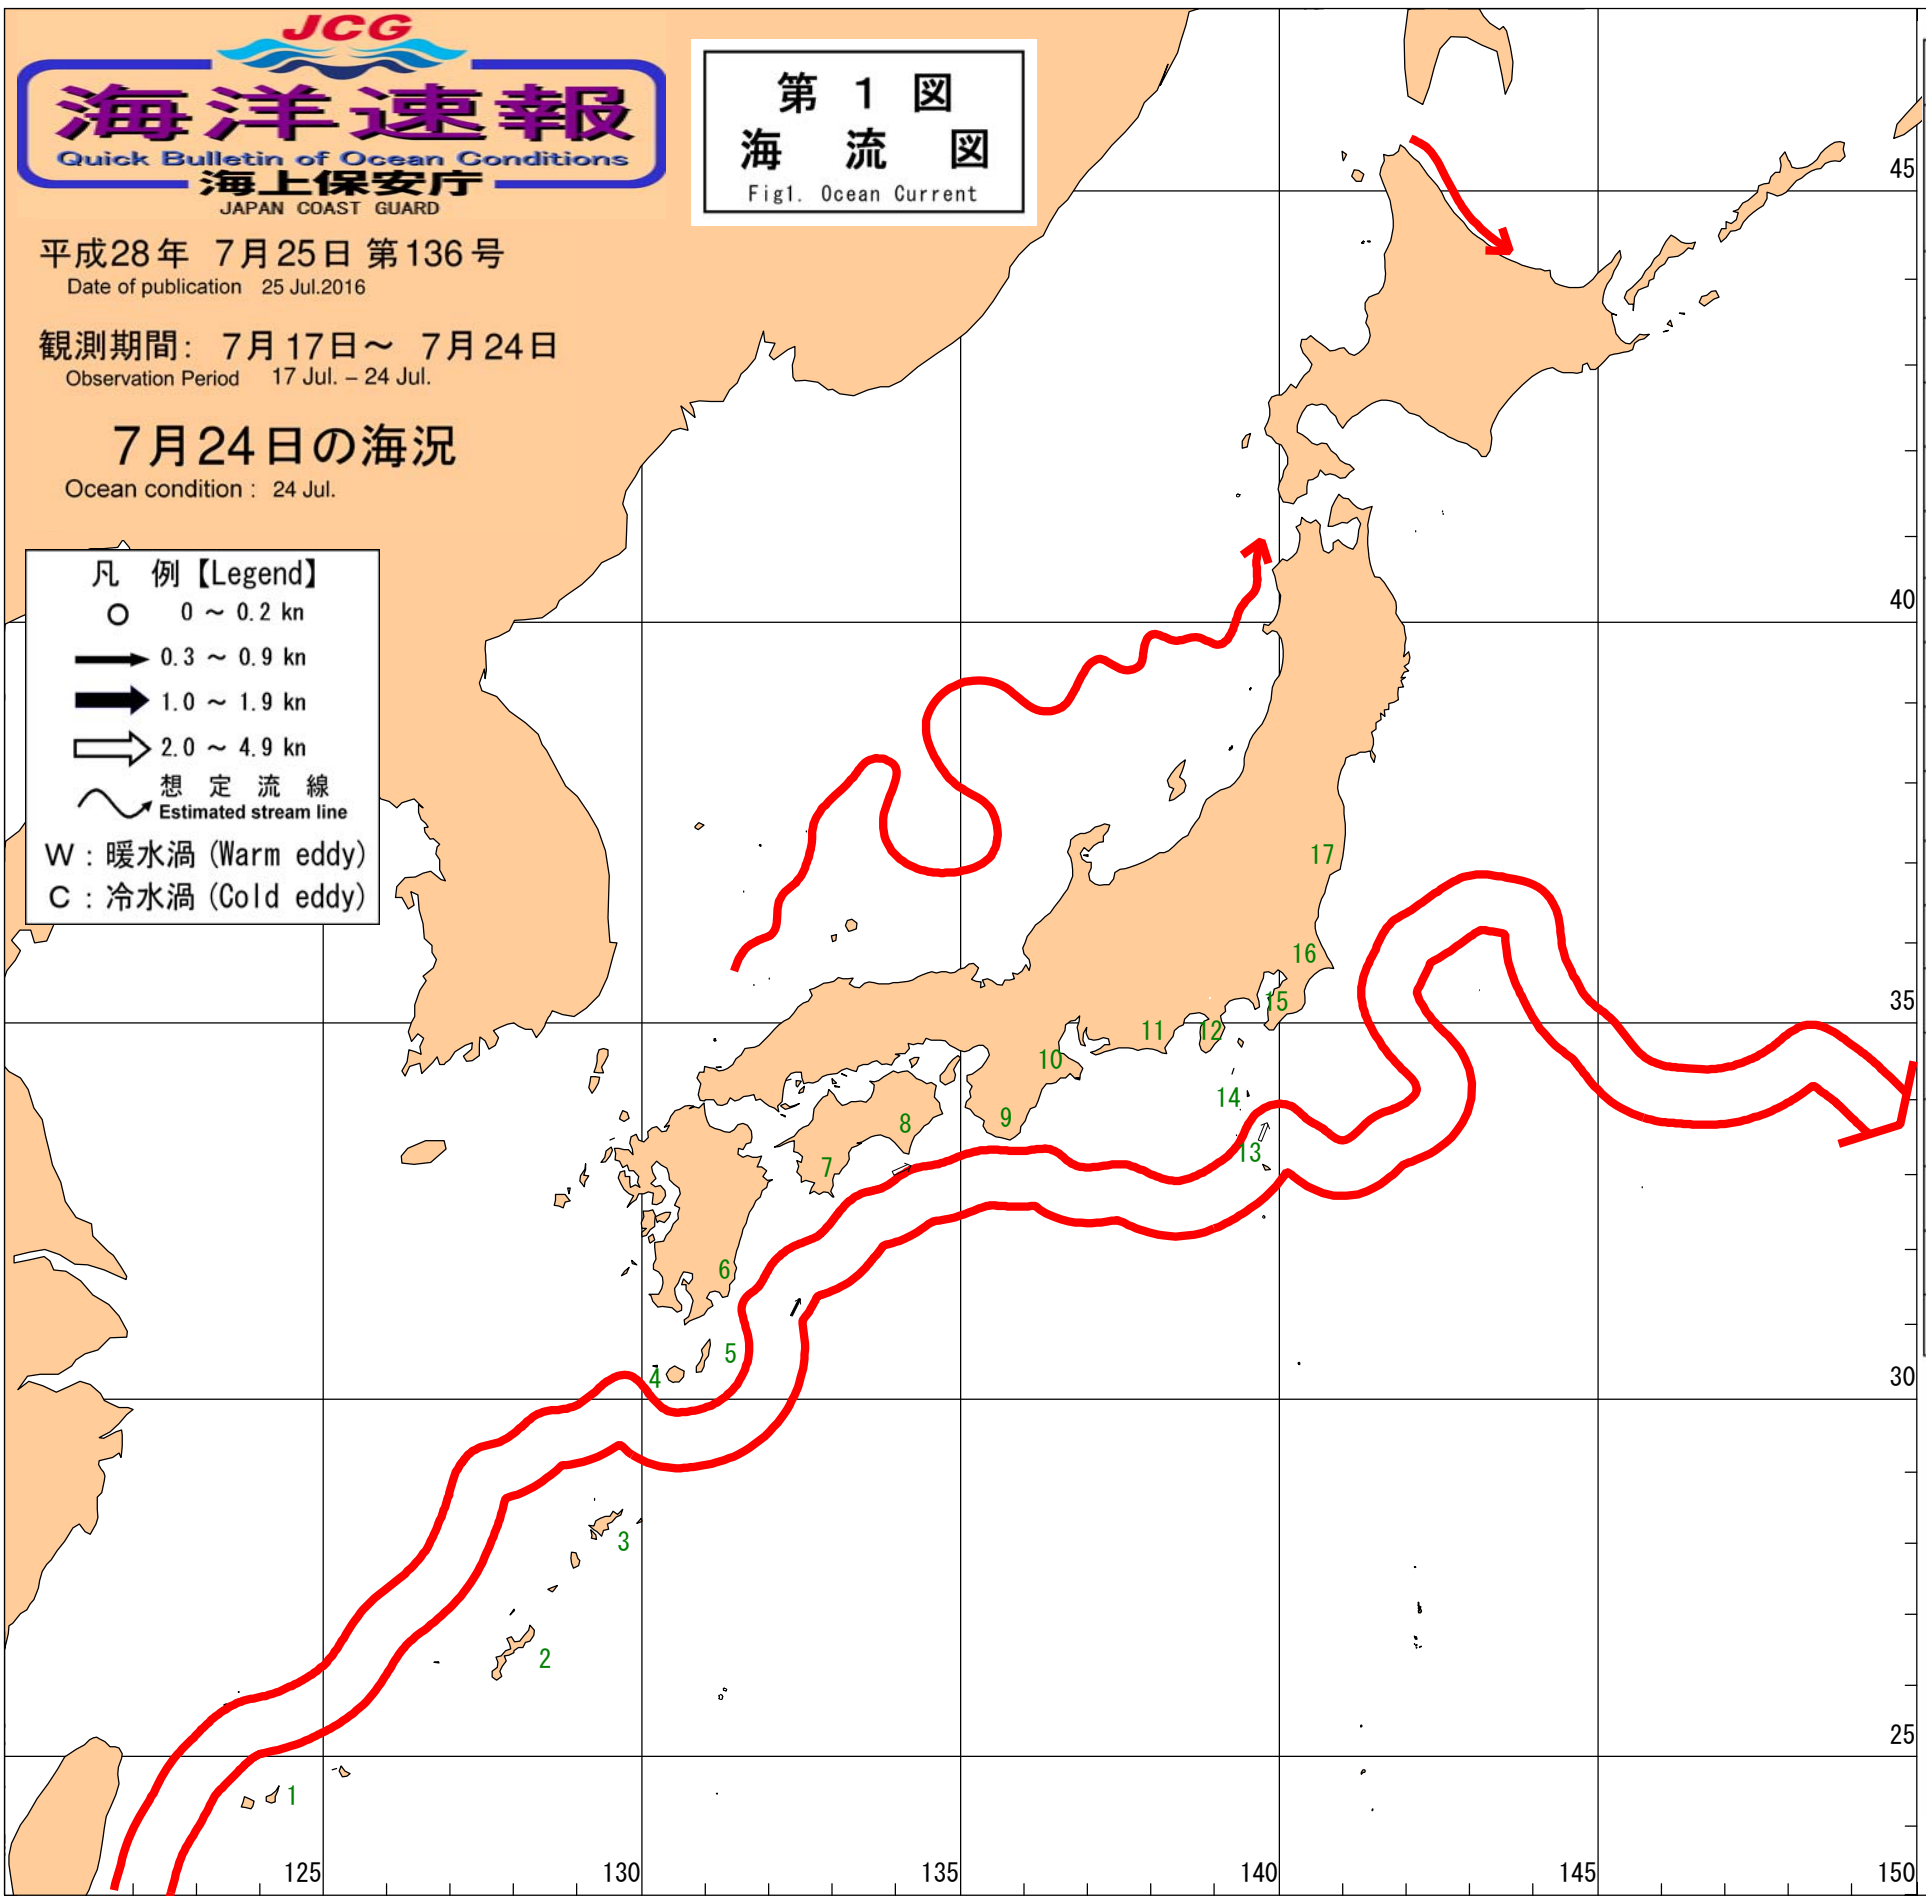 JCG
海洋速報
Quick Bulletin of Ocean Conditions
海上保安庁
JAPAN COAST GUARD
第 1 図
海 流 図
Fig1. Ocean Current
平成28年 7月25日 第136号
Date of publication 25 Jul.2016
観測期間: 7月17日～ 7月24日
Observation Period 17 Jul. – 24 Jul.
7月24日の海況
Ocean condition : 24 Jul.
凡 例【Legend】
0 ～ 0.2 kn
0.3 ～ 0.9 kn
1.0 ～ 1.9 kn
2.0 ～ 4.9 kn
想 定 流 線
Estimated stream line
W : 暖水渦 (Warm eddy)
C : 冷水渦 (Cold eddy)
45
40
35
30
25
17
16
15
11
12
10
14
9
8
13
7
6
5
4
3
2
1
125
130
135
140
145
150